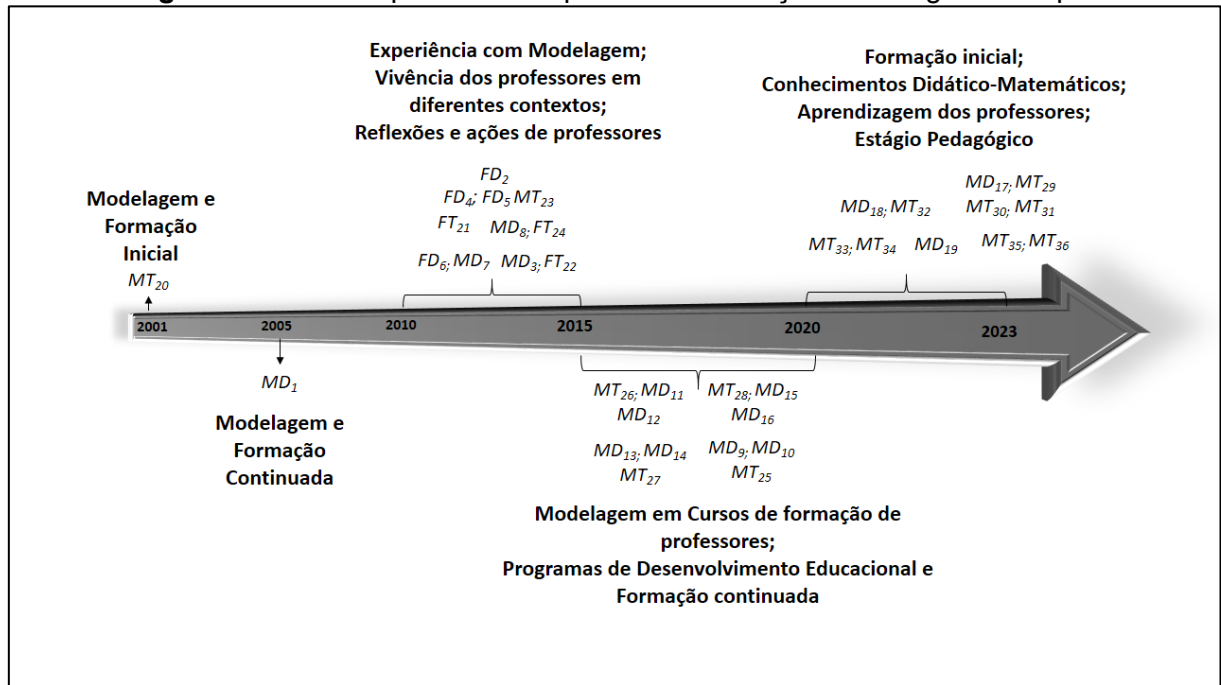 Modelagem e
Formação
Inicial
MT20
Experiência com Modelagem;
Vivência dos professores em
diferentes contextos;
Reflexões e ações de professores
FD2
FD4; FD5 MT23
FT21 MD8; FT24
FD6; MD7 MD3; FT22
Formação inicial;
Conhecimentos Didático-Matemáticos;
Aprendizagem dos professores;
Estágio Pedagógico
MD17; MT29
MD18; MT32 MT30; MT31
MT33; MT34 MD19 MT35; MT36
2001 2005 2010 2015 2020 2023
MD1
Modelagem e
Formação
Continuada
MT26; MD11 MT28; MD15
MD12 MD16
MD13; MD14 MD9; MD10
MT27 MT25
Modelagem em Cursos de formação de
professores;
Programas de Desenvolvimento Educacional e
Formação continuada